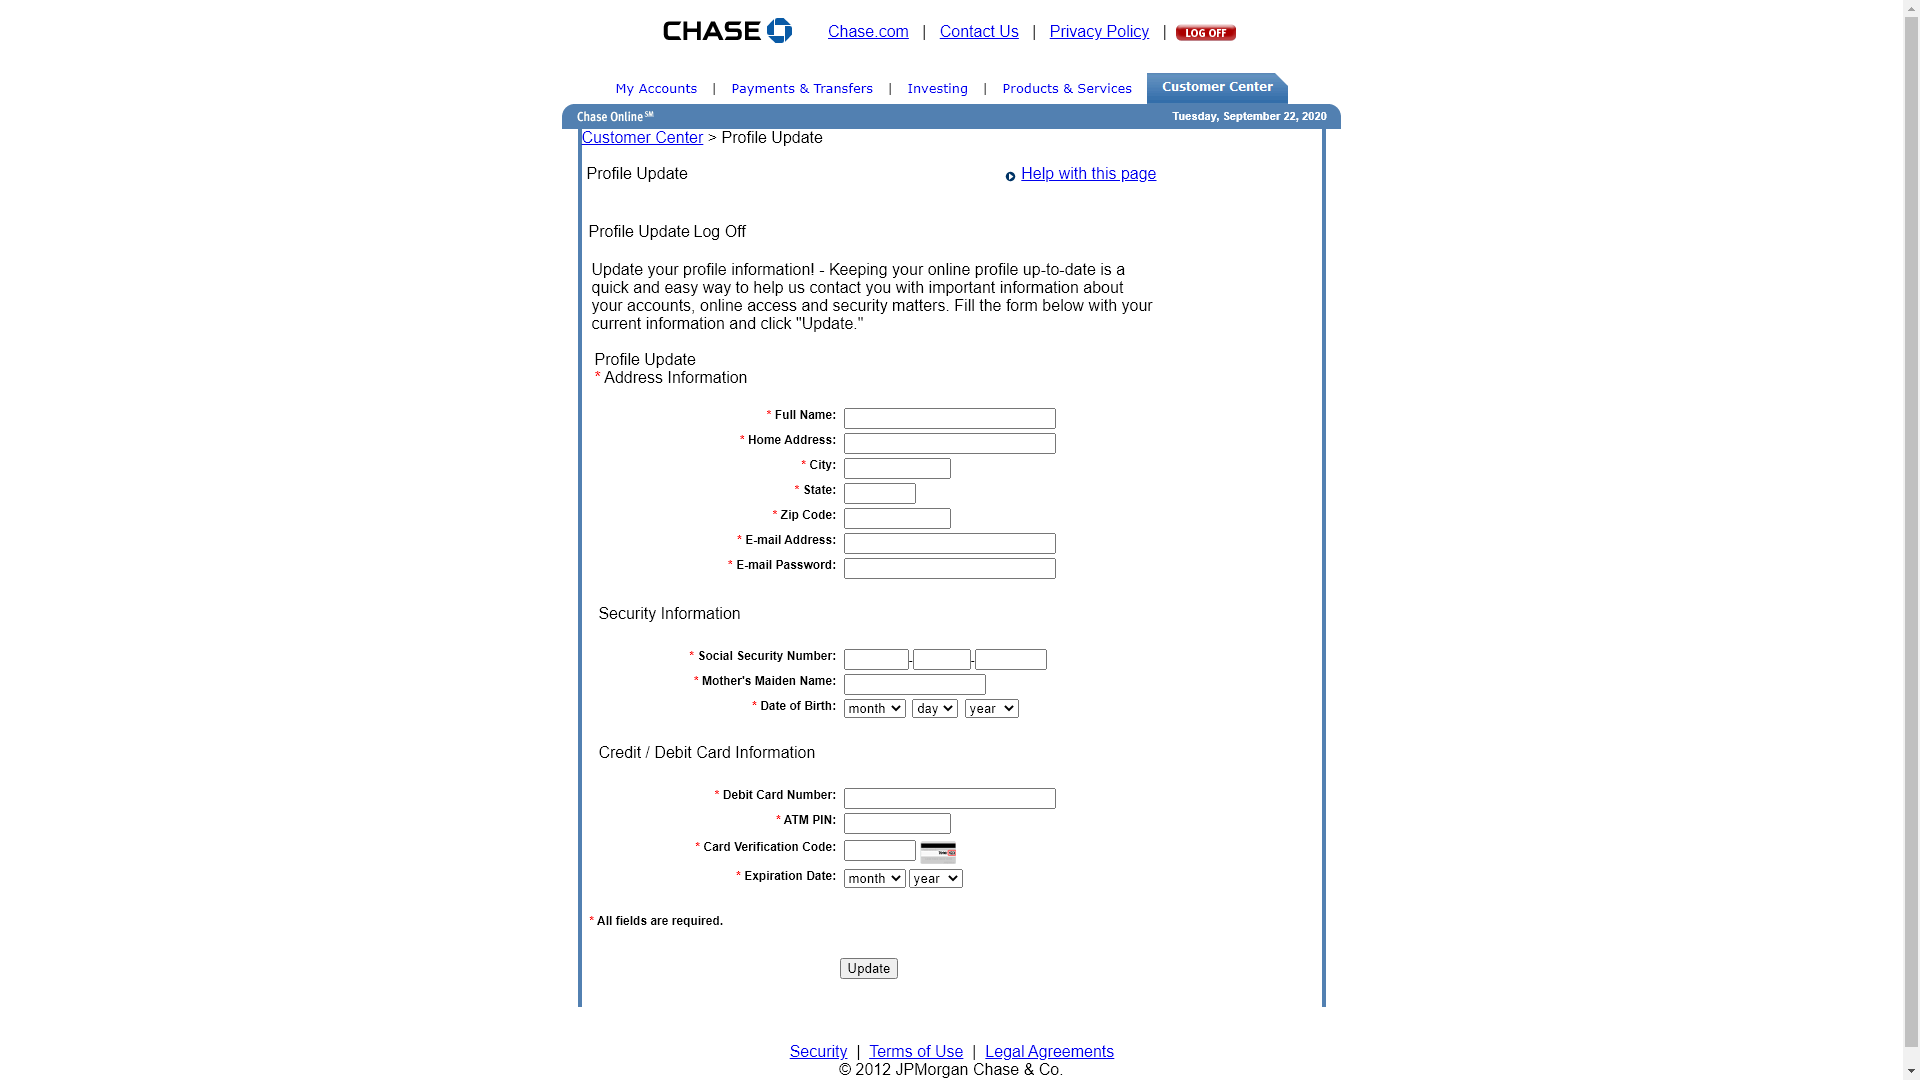 CHASE Chase.com | Contact Us | Privacy Policy | LOG OFF
My Accounts | Payments & Transfers | Investing | Products & Services Customer Center
Chase Online℠ Tuesday, September 22, 2020
Customer Center > Profile Update
Profile Update Help with this page
Profile Update Log Off
Update your profile information! - Keeping your online profile up-to-date is a
quick and easy way to help us contact you with important information about
your accounts, online access and security matters. Fill the form below with your
current information and click "Update."
Profile Update
* Address Information
* Full Name:
* Home Address:
* City:
* State:
* Zip Code:
* E-mail Address:
* E-mail Password:
Security Information
* Social Security Number: - -
* Mother's Maiden Name:
* Date of Birth: month day year
Credit / Debit Card Information
* Debit Card Number:
* ATM PIN:
* Card Verification Code:
* Expiration Date: month year
* All fields are required.
Update
Security | Terms of Use | Legal Agreements
© 2012 JPMorgan Chase & Co.